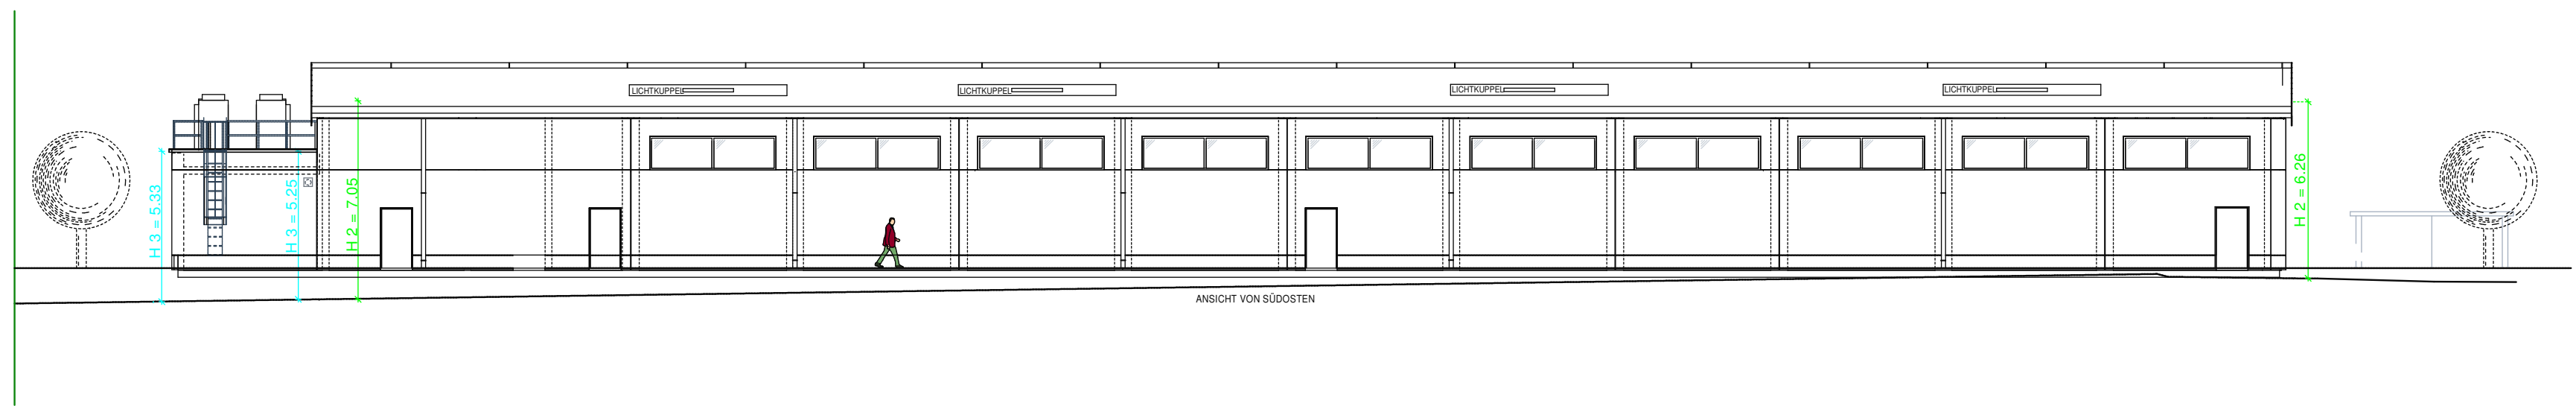 LICHTKUPPEL
LICHTKUPPEL
LICHTKUPPEL
LICHTKUPPEL
H 3 = 5.33
H 3 = 5.25
H 2 = 7.05
H 2 = 6.26
ANSICHT VON SÜDOSTEN